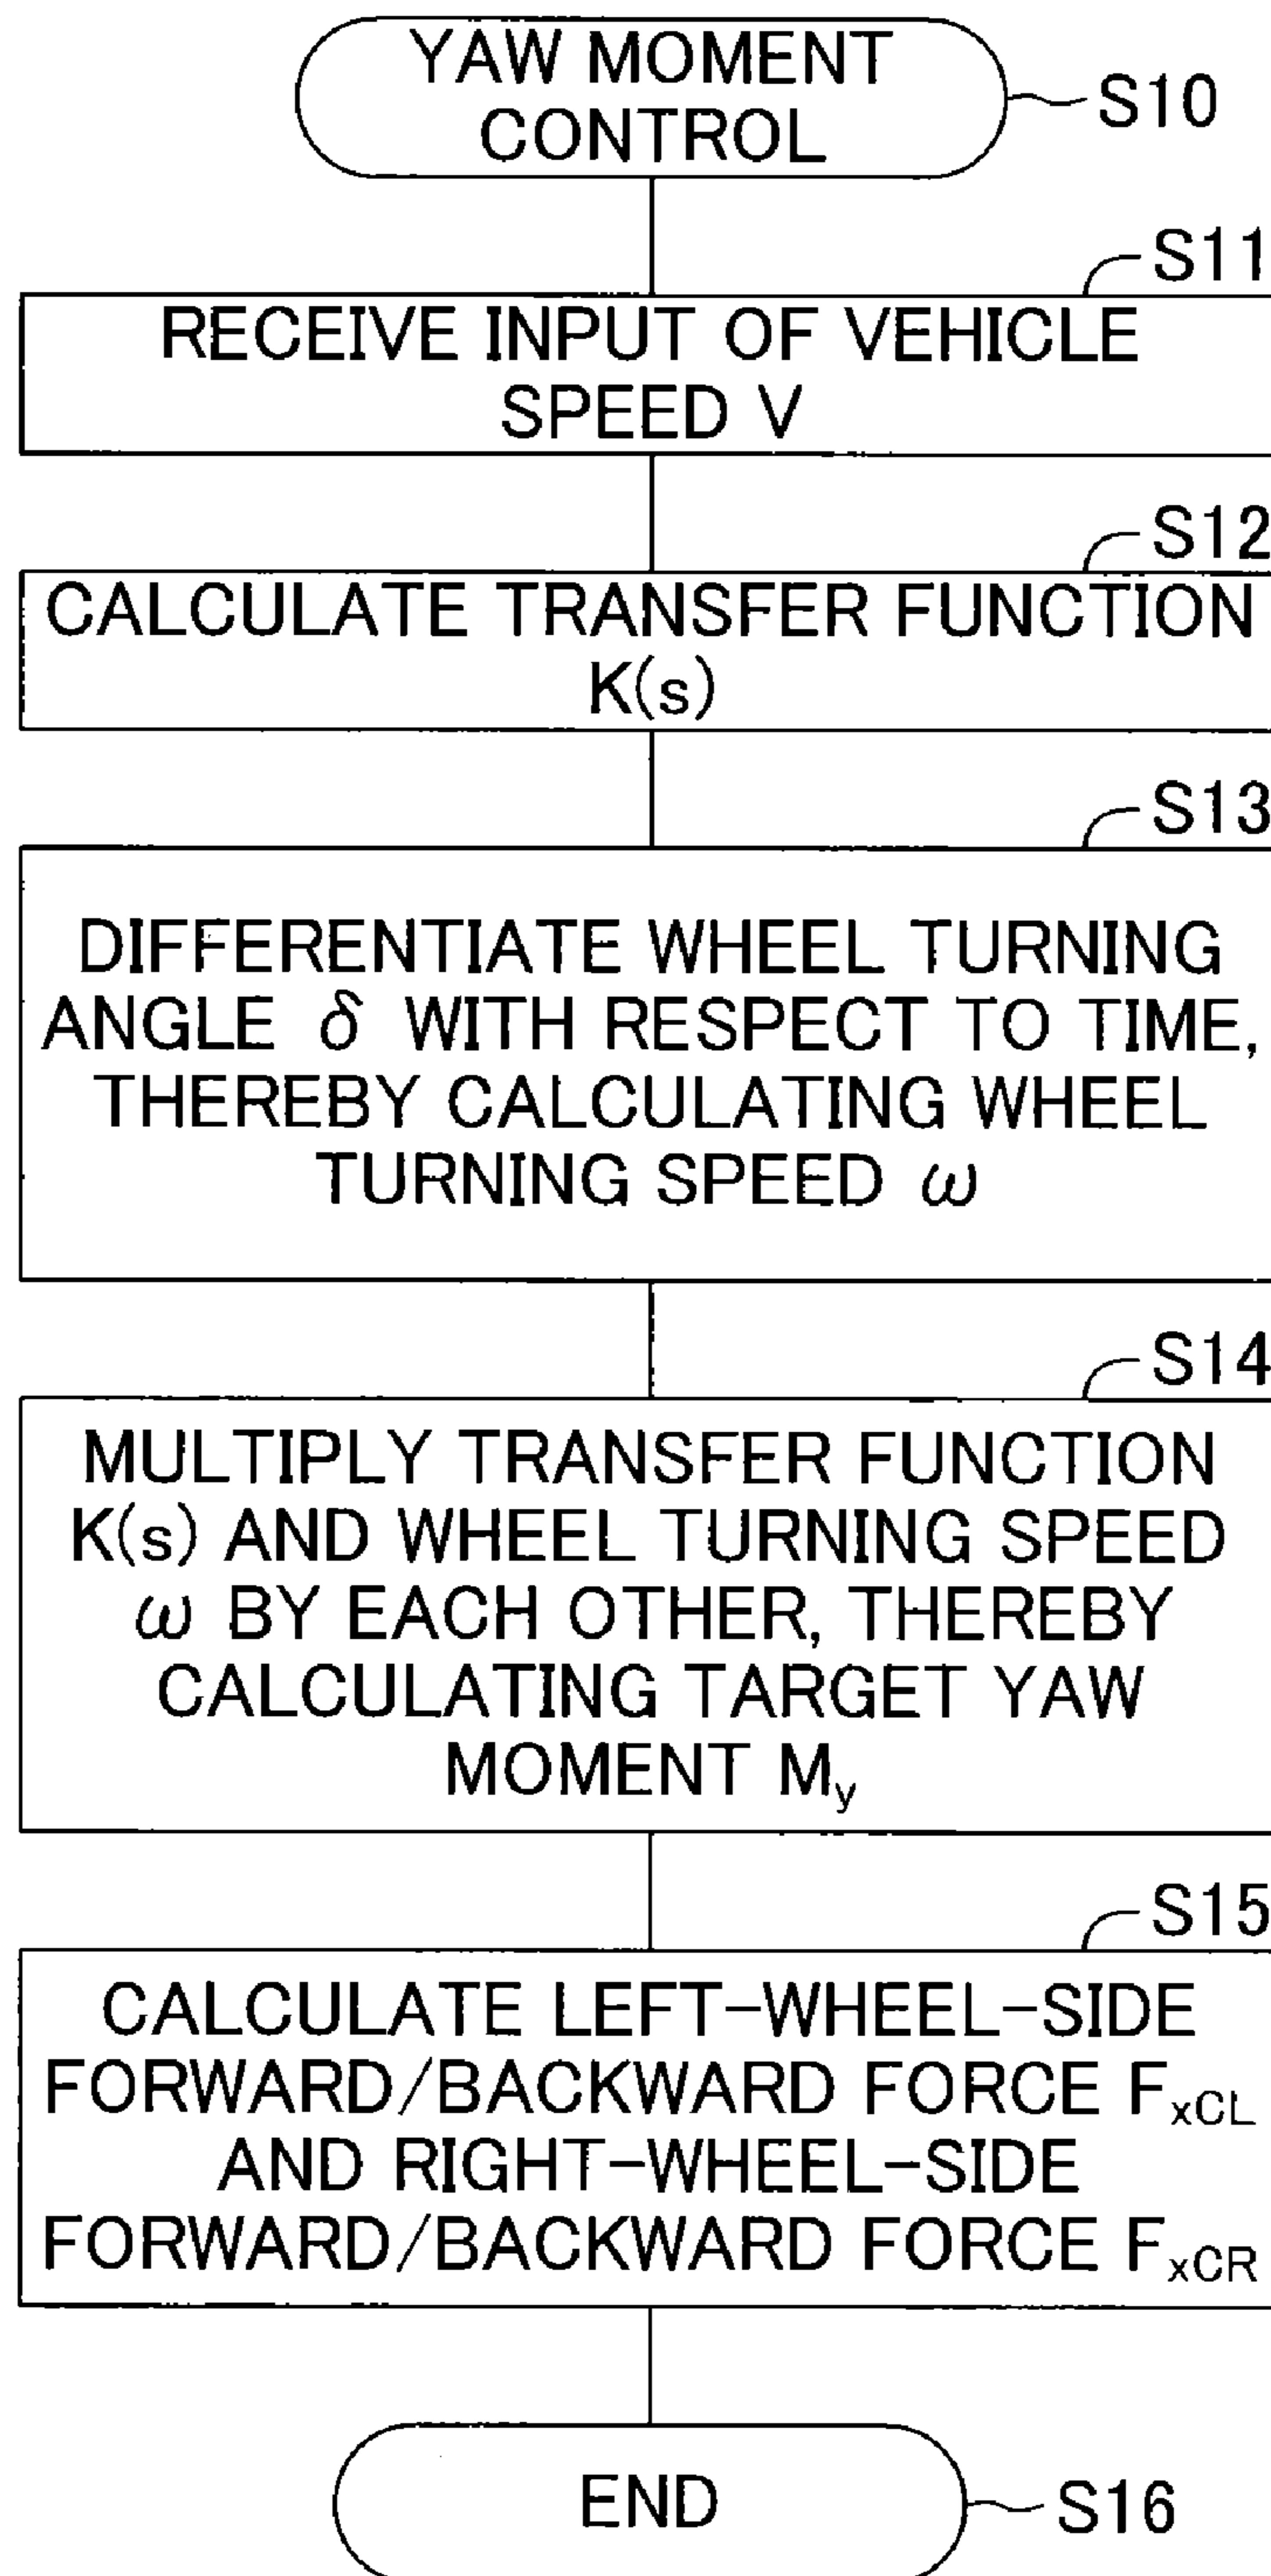 YAW MOMENT
CONTROL
S10
S11
RECEIVE INPUT OF VEHICLE
SPEED V
S12
CALCULATE TRANSFER FUNCTION
K(s)
S13
DIFFERENTIATE WHEEL TURNING
ANGLE δ WITH RESPECT TO TIME,
THEREBY CALCULATING WHEEL
TURNING SPEED ω
S14
MULTIPLY TRANSFER FUNCTION
K(s) AND WHEEL TURNING SPEED
ω BY EACH OTHER, THEREBY
CALCULATING TARGET YAW
MOMENT My
S15
CALCULATE LEFT-WHEEL-SIDE
FORWARD/BACKWARD FORCE FxCL
AND RIGHT-WHEEL-SIDE
FORWARD/BACKWARD FORCE FxCR
END
S16